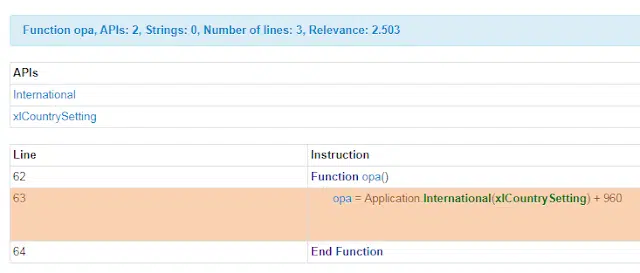 Function opa, APIs: 2, Strings: 0, Number of lines: 3, Relevance: 2.503
APIs
International
xlCountrySetting
Line Instruction
62 Function opa()
63 opa = Application.International(xlCountrySetting) + 960
64 End Function